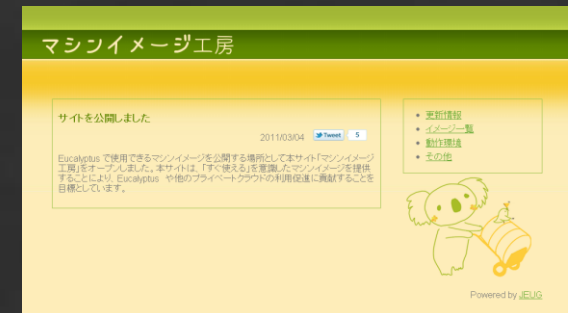 マシンイメージ工房
サイトを公開しました
2011/03/04 Tweet 5
Eucalyptus で使用できるマシンイメージを公開する場所として本サイト「マシンイメージ
工房」をオープンしました。本サイトは、「すぐ使える」を意識したマシンイメージを提供
することにより、Eucalyptus や他のプライベートクラウドの利用促進に貢献することを
目標としています。
更新情報
イメージ一覧
動作環境
その他
Powered by JEUG